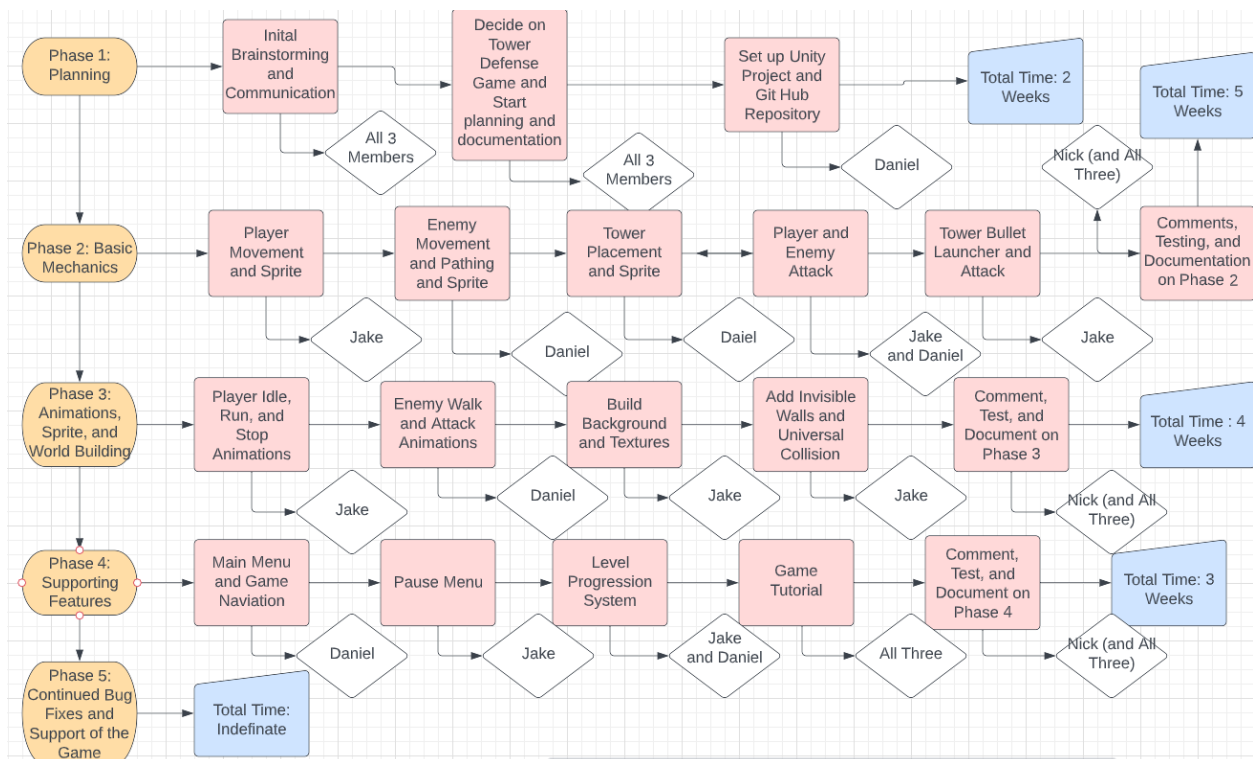 Phase 1:
Planning
Inital
Brainstorming
and
Communication
All 3
Members
Decide on
Tower
Defense
Game and
Start
planning and
documentation
All 3
Members
Set up Unity
Project and
Git Hub
Repository
Daniel
Total Time: 2
Weeks
Total Time: 5
Weeks
Phase 2: Basic
Mechanics
Player
Movement
and Sprite
Jake
Enemy
Movement
and Pathing
and Sprite
Daniel
Tower
Placement
and Sprite
Daiel
Player and
Enemy
Attack
Jake
and Daniel
Tower Bullet
Launcher and
Attack
Jake
Nick (and All
Three)
Comments,
Testing, and
Documentation
on Phase 2
Phase 3:
Animations,
Sprite, and
World Building
Player Idle,
Run, and
Stop
Animations
Jake
Enemy Walk
and Attack
Animations
Daniel
Build
Background
and Textures
Jake
Add Invisible
Walls and
Universal
Collision
Jake
Comment,
Test, and
Document on
Phase 3
Nick (and All
Three)
Total Time : 4
Weeks
Phase 4:
Supporting
Features
Main Menu
and Game
Naviation
Daniel
Pause Menu
Jake
Level
Progression
System
Jake
and Daniel
Game
Tutorial
All Three
Comment,
Test, and
Document on
Phase 4
Nick (and All
Three)
Total Time: 3
Weeks
Phase 5:
Continued Bug
Fixes and
Support of the
Game
Total Time:
Indefinate